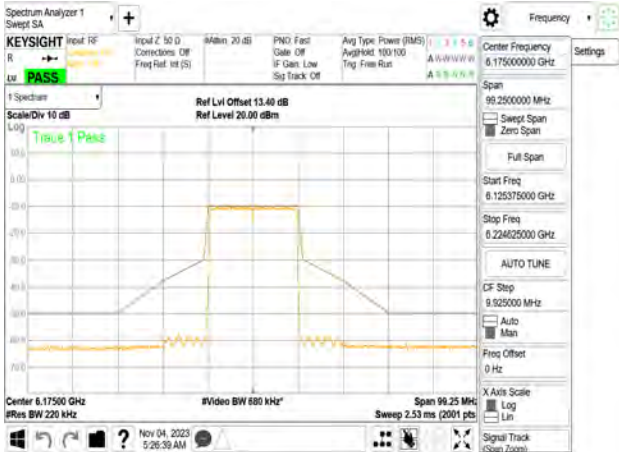 Spectrum Analyzer 1
Swept SA
Frequency
KEYSIGHT
Input: RF
Input Z: 50 Ω
#Atten: 20 dB
PNO: Fast
Avg Type: Power (RMS)
R
Corrections: Off
Gate: Off
Avg|Hold: 100/100
Freq Ref: Int (S)
IF Gain: Low
Trig: Free Run
Sig Track: Off
PASS
Center Frequency
6.175000000 GHz
Settings
Span
99.2500000 MHz
Swept Span
Zero Span
Full Span
Start Freq
6.125375000 GHz
Stop Freq
6.224625000 GHz
AUTO TUNE
CF Step
9.925000 MHz
Auto
Man
Freq Offset
0 Hz
X Axis Scale
Log
Lin
Signal Track
(Span Zoom)
1 Spectrum
Scale/Div 10 dB
Ref Lvl Offset 13.40 dB
Ref Level 20.00 dBm
Log
Trace 1 Pass
Center 6.17500 GHz
#Video BW 680 kHz*
Span 99.25 MHz
#Res BW 220 kHz
Sweep 2.53 ms (2001 pts
Nov 04, 2023
5:26:39 AM